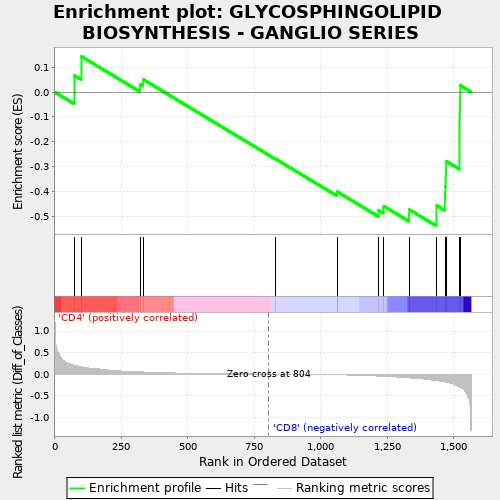 Enrichment plot: GLYCOSPHINGOLIPID
BIOSYNTHESIS - GANGLIO SERIES
Enrichment score (ES)
0.1
0.0
-0.1
-0.2
-0.3
-0.4
-0.5
Ranked list metric (Diff_of_Classes)
'CD4' (positively correlated)
1.0
0.5
0.0
-0.5
-1.0
Zero cross at 804
'CD8' (negatively correlated)
0 250 500 750 1,000 1,250 1,500
Rank in Ordered Dataset
Enrichment profile Hits Ranking metric scores